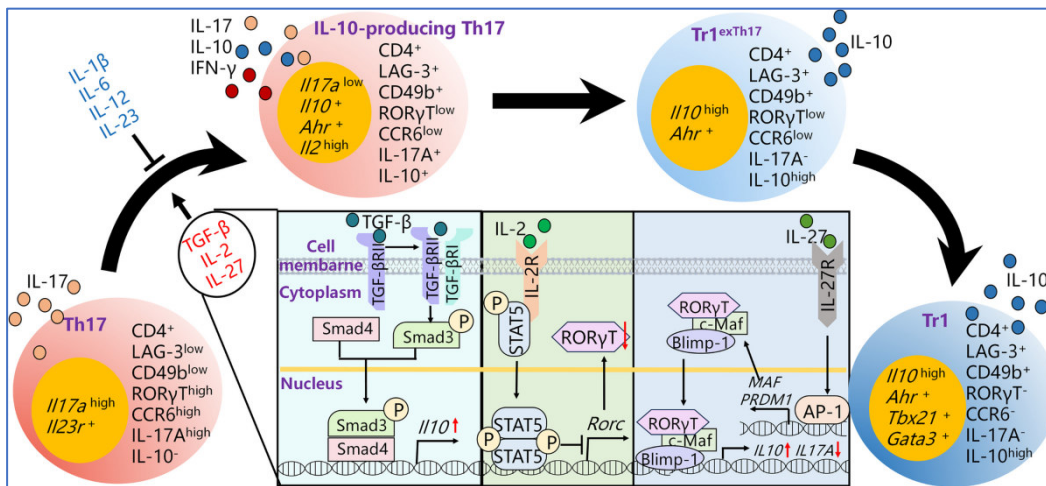 IL-17
IL-10
IFN-γ
IL-10-producing Th17
Il17a low
Il10 +
Ahr +
Il2 high
CD4+
LAG-3+
CD49b+
RORγTlow
CCR6low
IL-17A+
IL-10+
Tr1exTh17
Il10 high
Ahr +
CD4+
LAG-3+
CD49b+
RORγTlow
CCR6low
IL-17A-
IL-10high
IL-10
IL-1β
IL-6
IL-12
IL-23
TGF-β
IL-2
IL-27
IL-17
Th17
Il17a high
Il23r +
CD4+
LAG-3low
CD49blow
RORγThigh
CCR6high
IL-17Ahigh
IL-10-
Cell
membarne
Cytoplasm
Nucleus
TGF-β
TGF-βRII
TGF-βRII
TGF-βRI
Smad4
Smad3
P
Smad3
P
Smad4
Il10
IL-2
IL-2R
P
STAT5
RORγT
P
STAT5
P
STAT5
Rorc
IL-27
IL-27R
RORγT
c-Maf
Blimp-1
MAF
PRDM1
AP-1
RORγT
c-Maf
Blimp-1
IL10 IL17A
IL-10
Tr1
Il10 high
Ahr +
Tbx21 +
Gata3 +
CD4+
LAG-3+
CD49b+
RORγT-
CCR6-
IL-17A-
IL-10high